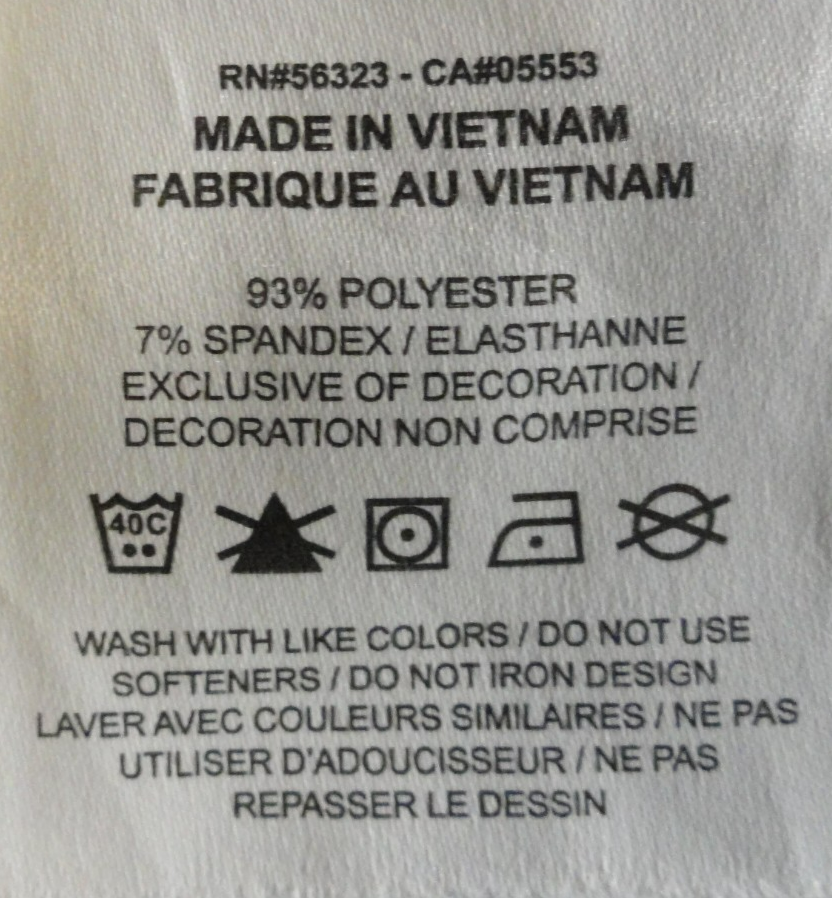 RN#56323 - CA#05553
MADE IN VIETNAM
FABRIQUE AU VIETNAM
93% POLYESTER
7% SPANDEX / ELASTHANNE
EXCLUSIVE OF DECORATION /
DECORATION NON COMPRISE
40C
WASH WITH LIKE COLORS / DO NOT USE
SOFTENERS / DO NOT IRON DESIGN
LAVER AVEC COULEURS SIMILAIRES / NE PAS
UTILISER D'ADOUCISSEUR / NE PAS
REPASSER LE DESSIN